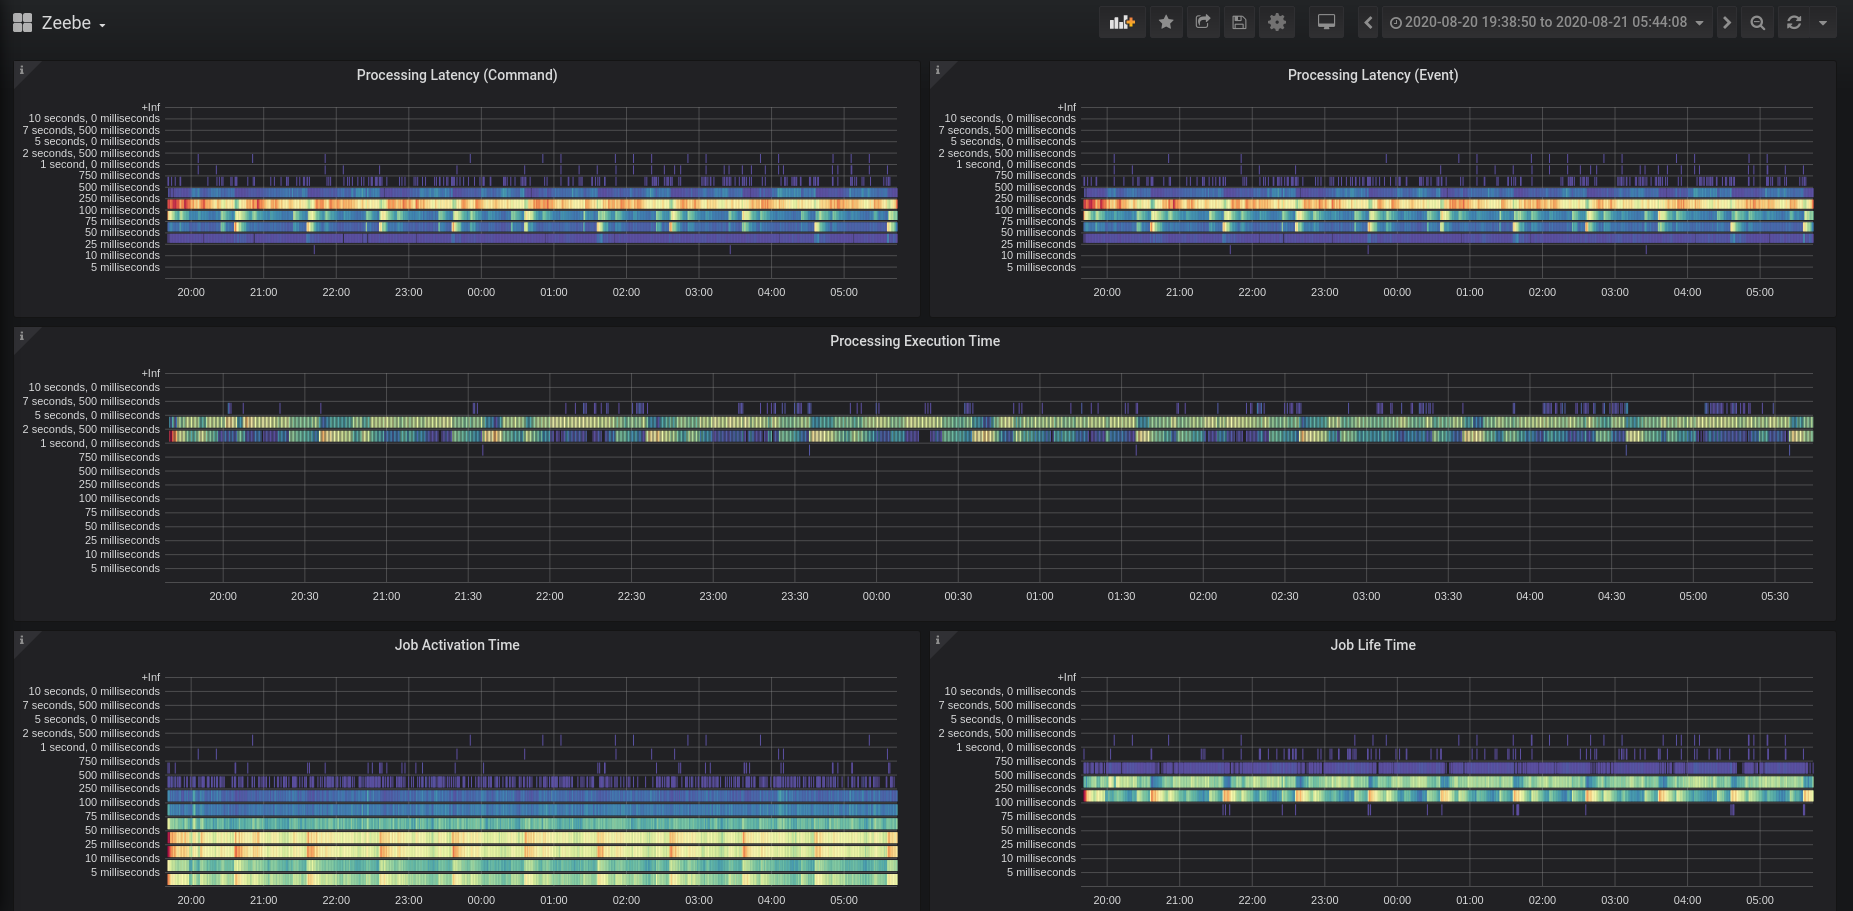 Zeebe
2020-08-20 19:38:50 to 2020-08-21 05:44:08
Processing Latency (Command)
+Inf
10 seconds, 0 milliseconds
7 seconds, 500 milliseconds
5 seconds, 0 milliseconds
2 seconds, 500 milliseconds
1 second, 0 milliseconds
750 milliseconds
500 milliseconds
250 milliseconds
100 milliseconds
75 milliseconds
50 milliseconds
25 milliseconds
10 milliseconds
5 milliseconds
20:00 21:00 22:00 23:00 00:00 01:00 02:00 03:00 04:00 05:00
Processing Latency (Event)
+Inf
10 seconds, 0 milliseconds
7 seconds, 500 milliseconds
5 seconds, 0 milliseconds
2 seconds, 500 milliseconds
1 second, 0 milliseconds
750 milliseconds
500 milliseconds
250 milliseconds
100 milliseconds
75 milliseconds
50 milliseconds
25 milliseconds
10 milliseconds
5 milliseconds
20:00 21:00 22:00 23:00 00:00 01:00 02:00 03:00 04:00 05:00
Processing Execution Time
+Inf
10 seconds, 0 milliseconds
7 seconds, 500 milliseconds
5 seconds, 0 milliseconds
2 seconds, 500 milliseconds
1 second, 0 milliseconds
750 milliseconds
500 milliseconds
250 milliseconds
100 milliseconds
75 milliseconds
50 milliseconds
25 milliseconds
10 milliseconds
5 milliseconds
20:00 20:30 21:00 21:30 22:00 22:30 23:00 23:30 00:00 00:30 01:00 01:30 02:00 02:30 03:00 03:30 04:00 04:30 05:00 05:30
Job Activation Time
+Inf
10 seconds, 0 milliseconds
7 seconds, 500 milliseconds
5 seconds, 0 milliseconds
2 seconds, 500 milliseconds
1 second, 0 milliseconds
750 milliseconds
500 milliseconds
250 milliseconds
100 milliseconds
75 milliseconds
50 milliseconds
25 milliseconds
10 milliseconds
5 milliseconds
20:00 21:00 22:00 23:00 00:00 01:00 02:00 03:00 04:00 05:00
Job Life Time
+Inf
10 seconds, 0 milliseconds
7 seconds, 500 milliseconds
5 seconds, 0 milliseconds
2 seconds, 500 milliseconds
1 second, 0 milliseconds
750 milliseconds
500 milliseconds
250 milliseconds
100 milliseconds
75 milliseconds
50 milliseconds
25 milliseconds
10 milliseconds
5 milliseconds
20:00 21:00 22:00 23:00 00:00 01:00 02:00 03:00 04:00 05:00